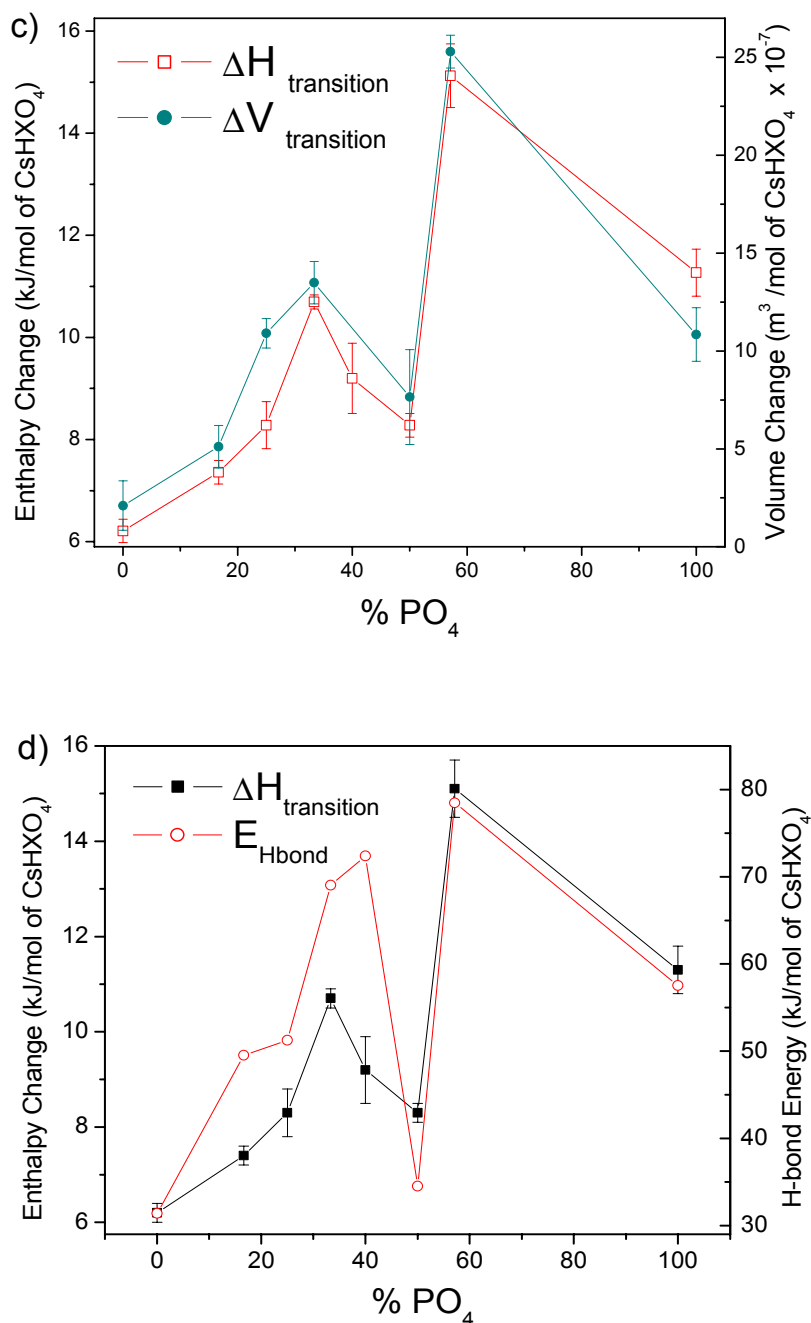 c)
ΔH transition
ΔV transition
Enthalpy Change (kJ/mol of CsHXO₄)
16
14
12
10
8
6
Volume Change (m³ /mol of CsHXO₄ x 10⁻⁷)
25
25
15
10
5
0
0 20 40 60 80 100
% PO₄
d)
ΔH transition
E Hbond
Enthalpy Change (kJ/mol of CsHXO₄)
16
14
12
10
8
6
H-bond Energy (kJ/mol of CsHXO₄)
80
70
60
50
40
30
0 20 40 60 80 100
% PO₄